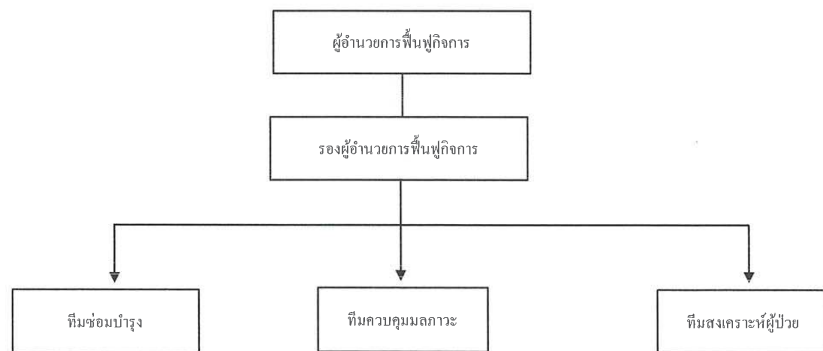 ผู้อำนวยการฟื้นฟูกิจการ
รองผู้อำนวยการฟื้นฟูกิจการ
ทีมซ่อมบำรุง
ทีมควบคุมมลภาวะ
ทีมสงเคราะห์ผู้ป่วย